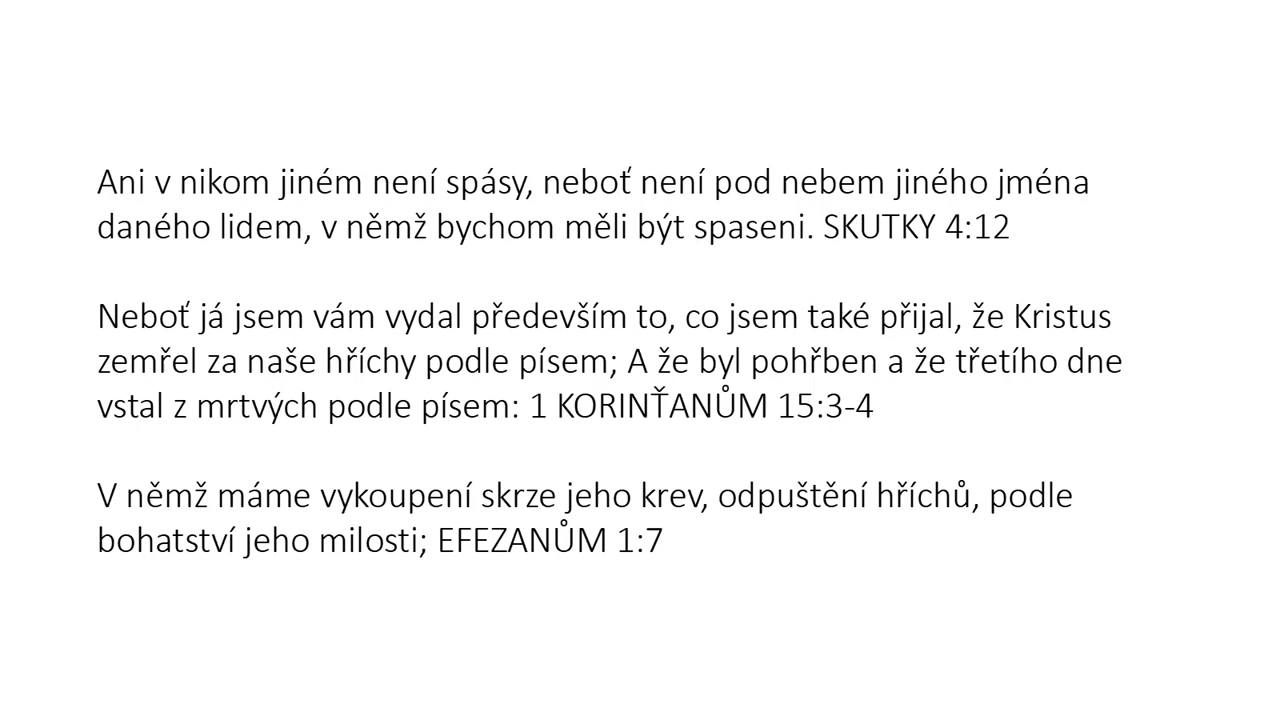 Ani v nikom jiném není spásy, neboť není pod nebem jiného jména
daného lidem, v němž bychom měli být spaseni. SKUTKY 4:12
Neboť já jsem vám vydal především to, co jsem také přijal, že Kristus
zemřel za naše hříchy podle písem; A že byl pohřben a že třetího dne
vstal z mrtvých podle písem: 1 KORINŤANŮM 15:3-4
V němž máme vykoupení skrze jeho krev, odpuštění hříchů, podle
bohatství jeho milosti; EFEZANŮM 1:7